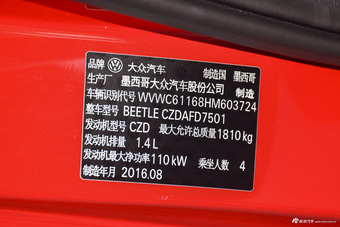 品牌 大众汽车 制造国 墨西哥
生产厂 墨西哥大众汽车股份公司
车辆识别代号 WVWC61168HM603724
整车型号 BEETLE CZDAFD7501
发动机型号 CZD 最大允许总质量 1810 kg
发动机排量 1.4 L
发动机最大净功率 110 kW 乘坐人数 4
制造年月 2016.08